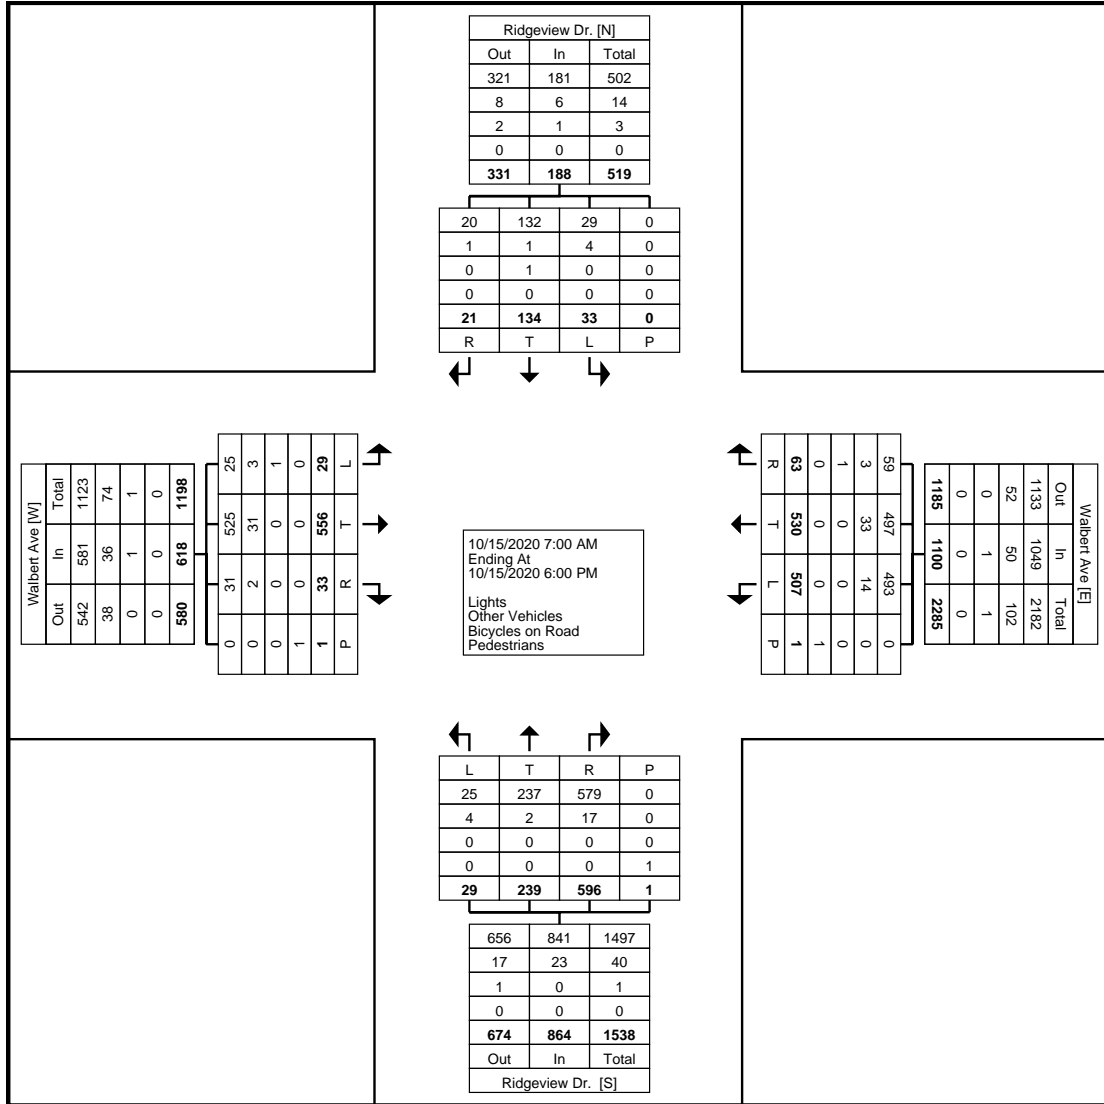 Ridgeview Dr. [N]
Out In Total
321 181 502
8 6 14
2 1 3
0 0 0
331 188 519
20 132 29 0
1 1 4 0
0 1 0 0
0 0 0 0
21 134 33 0
R T L P
Walbert Ave [W]
Total 1123 74 1 0 1198
In 581 36 1 0 618
Out 542 38 0 0 580
25 3 1 0 29 L
525 31 0 0 556 T
31 2 0 0 33 R
0 0 0 1 1 P
10/15/2020 7:00 AM
Ending At
10/15/2020 6:00 PM
Lights
Other Vehicles
Bicycles on Road
Pedestrians
R 63 0 1 3 59
T 530 0 0 33 497
L 507 0 0 14 493
P 1 1 0 0 0
Walbert Ave [E]
Out In Total
1133 1049 2182
52 50 102
0 1 1
0 0 0
1185 1100 2285
L T R P
25 237 579 0
4 2 17 0
0 0 0 0
0 0 0 1
29 239 596 1
656 841 1497
17 23 40
1 0 1
0 0 0
674 864 1538
Out In Total
Ridgeview Dr. [S]